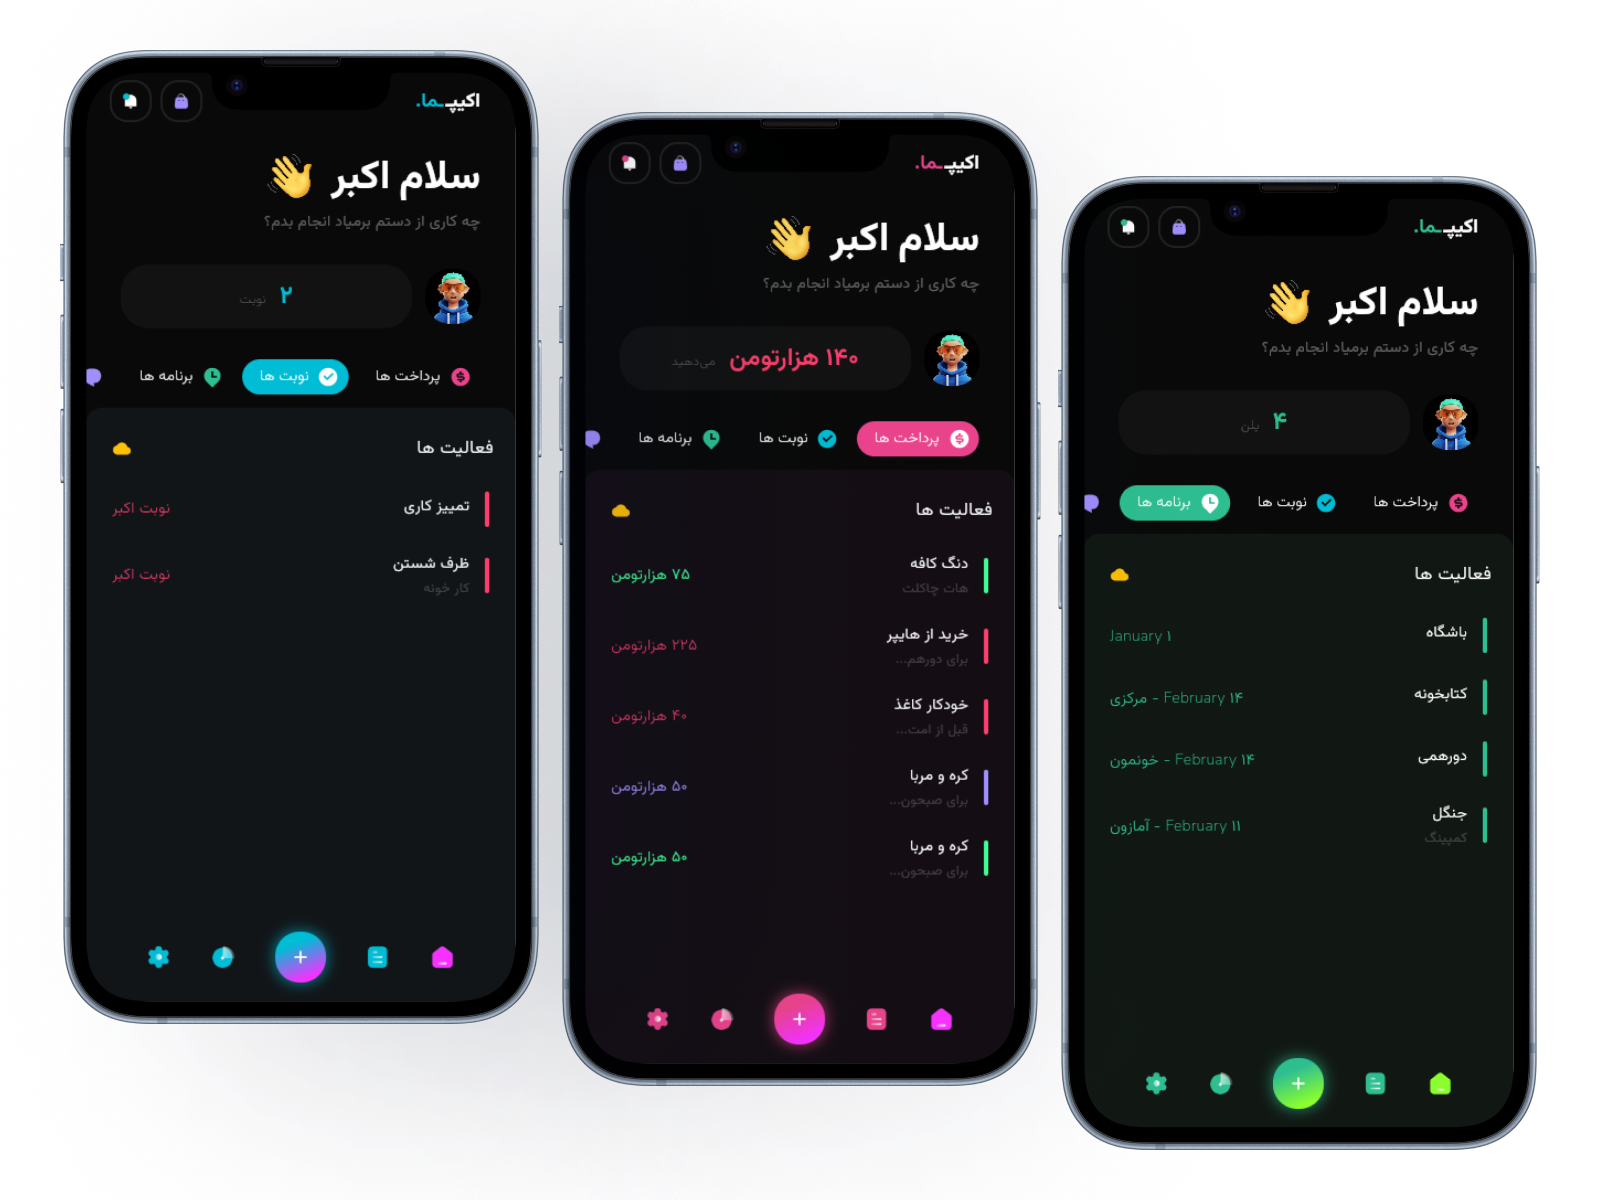 اکیپـما.
سلام اکبر 👋
چه کاری از دستم برمیاد انجام بدم؟
۲ نوبت
پرداخت ها نوبت ها برنامه ها
فعالیت ها
تمییز کاری نوبت اکبر
ظرف شستن نوبت اکبر
کار خونه
اکیپـما.
سلام اکبر 👋
چه کاری از دستم برمیاد انجام بدم؟
۱۴۰ هزارتومن می‌دهید
پرداخت ها نوبت ها برنامه ها
فعالیت ها
دنگ کافه ۷۵ هزارتومن
هات چاکلت
خرید از هایپر ۲۲۵ هزارتومن
برای دورهم...
خودکار کاغذ ۴۰ هزارتومن
قبل از امت...
کره و مربا ۵۰ هزارتومن
برای صبحون...
کره و مربا ۵۰ هزارتومن
برای صبحون...
اکیپـما.
سلام اکبر 👋
چه کاری از دستم برمیاد انجام بدم؟
۴ پلن
پرداخت ها نوبت ها برنامه ها
فعالیت ها
باشگاه ۱ January
کتابخونه ۱۴ February - مرکزی
دورهمی ۱۴ February - خونمون
جنگل ۱۱ February - آمازون
کمپینگ